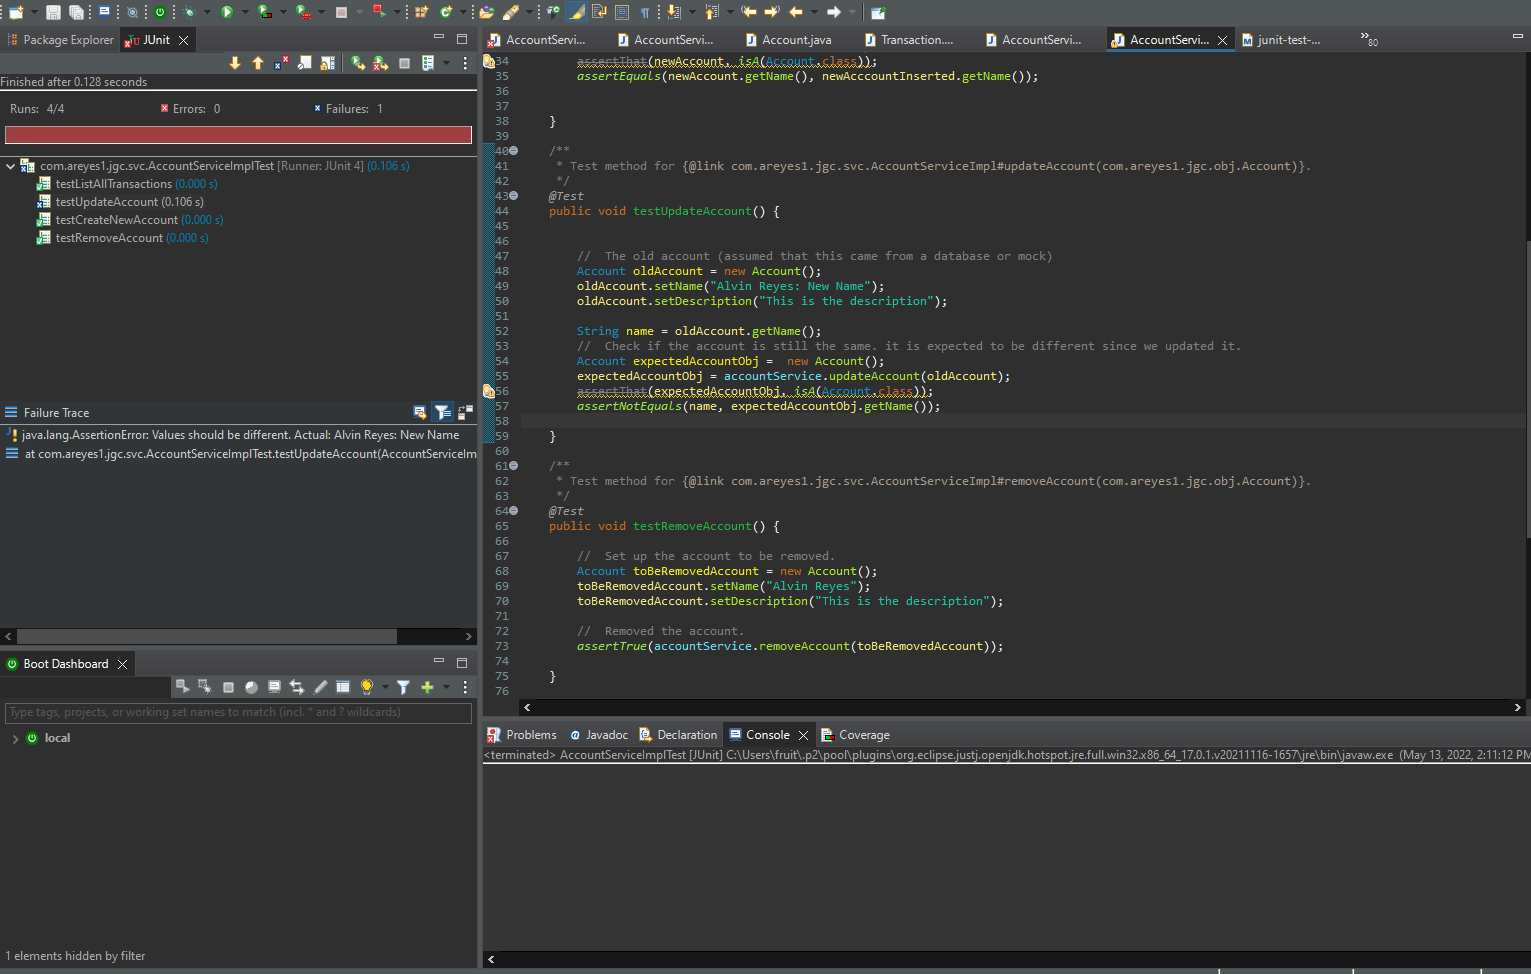 Package Explorer
JUnit
Finished after 0.128 seconds
Runs: 4/4
Errors: 0
Failures: 1
com.areyes1.jgc.svc.AccountServiceImplTest [Runner: JUnit 4] (0.106 s)
testListAllTransactions (0.000 s)
testUpdateAccount (0.106 s)
testCreateNewAccount (0.000 s)
testRemoveAccount (0.000 s)
Failure Trace
java.lang.AssertionError: Values should be different. Actual: Alvin Reyes: New Name
at com.areyes1.jgc.svc.AccountServiceImplTest.testUpdateAccount(AccountServiceIm
Boot Dashboard
Type tags, projects, or working set names to match (incl. * and ? wildcards)
local
1 elements hidden by filter
AccountServi...
AccountServi...
Account.java
Transaction....
AccountServi...
AccountServi...
junit-test-...
80
34 assertThat(newAccount, isA(Account.class));
35 assertEquals(newAccount.getName(), newAcccountInserted.getName());
36
37
38 }
39
40 /**
41 * Test method for {@link com.areyes1.jgc.svc.AccountServiceImpl#updateAccount(com.areyes1.jgc.obj.Account)}.
42 */
43 @Test
44 public void testUpdateAccount() {
45
46
47 // The old account (assumed that this came from a database or mock)
48 Account oldAccount = new Account();
49 oldAccount.setName("Alvin Reyes: New Name");
50 oldAccount.setDescription("This is the description");
51
52 String name = oldAccount.getName();
53 // Check if the account is still the same. it is expected to be different since we updated it.
54 Account expectedAccountObj = new Account();
55 expectedAccountObj = accountService.updateAccount(oldAccount);
56 assertThat(expectedAccountObj, isA(Account.class));
57 assertNotEquals(name, expectedAccountObj.getName());
58
59 }
60
61 /**
62 * Test method for {@link com.areyes1.jgc.svc.AccountServiceImpl#removeAccount(com.areyes1.jgc.obj.Account)}.
63 */
64 @Test
65 public void testRemoveAccount() {
66
67 // Set up the account to be removed.
68 Account toBeRemovedAccount = new Account();
69 toBeRemovedAccount.setName("Alvin Reyes");
70 toBeRemovedAccount.setDescription("This is the description");
71
72 // Removed the account.
73 assertTrue(accountService.removeAccount(toBeRemovedAccount));
74
75 }
76
Problems
Javadoc
Declaration
Console
Coverage
<terminated> AccountServiceImplTest [JUnit] C:\Users\fruit\.p2\pool\plugins\org.eclipse.justj.openjdk.hotspot.jre.full.win32.x86_64_17.0.1.v20211116-1657\jre\bin\javaw.exe (May 13, 2022, 2:11:12 PM